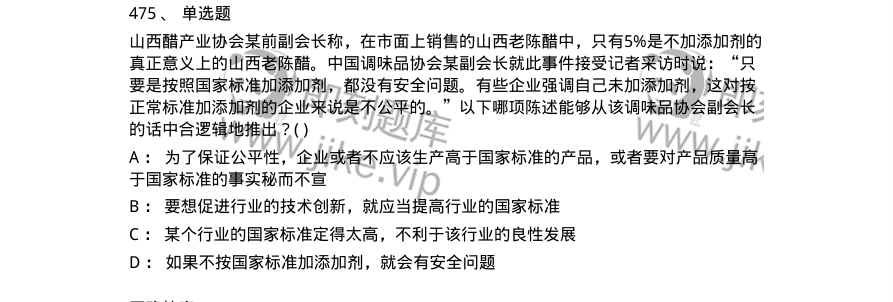 475 、 单选题
山西醋产业协会某前副会长称，在市面上销售的山西老陈醋中，只有5%是不加添加剂的
真正意义上的山西老陈醋。中国调味品协会某副会长就此事件接受记者采访时说：“只
要是按照国家标准加添加剂，都没有安全问题。有些企业强调自己未加添加剂，这对按
正常标准加添加剂的企业来说是不公平的。”以下哪项陈述能够从该调味品协会副会长
的话中合逻辑地推出？( )
A： 为了保证公平性，企业或者不应该生产高于国家标准的产品，或者要对产品质量高
于国家标准的事实秘而不宣
B： 要想促进行业的技术创新，就应当提高行业的国家标准
C： 某个行业的国家标准定得太高，不利于该行业的良性发展
D： 如果不按国家标准加添加剂，就会有安全问题
即刻题库
www.jike.vip